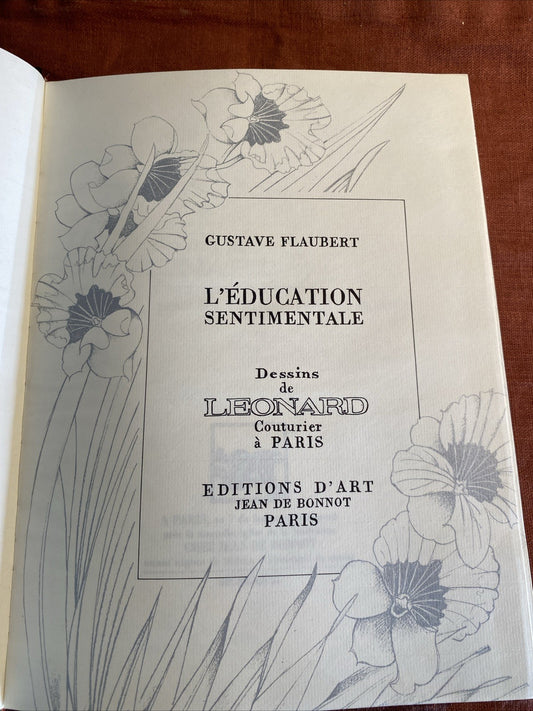 GUSTAVE FLAUBERT
L'ÉDUCATION
SENTIMENTALE
Dessins
de
LEONARD
Couturier
à PARIS
EDITIONS D'ART
JEAN DE BONNOT
PARIS